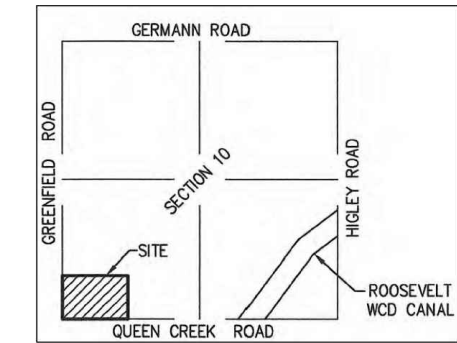 GERMANN ROAD
GREENFIELD ROAD
SECTION 10
HIGLEY ROAD
SITE
ROOSEVELT
WCD CANAL
QUEEN CREEK ROAD